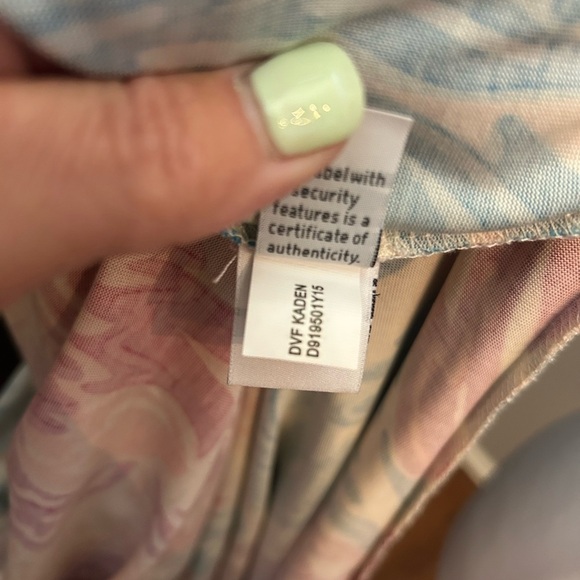 with
security
features is a
certificate of
authenticity.
DVF KADEN
D919501Y15